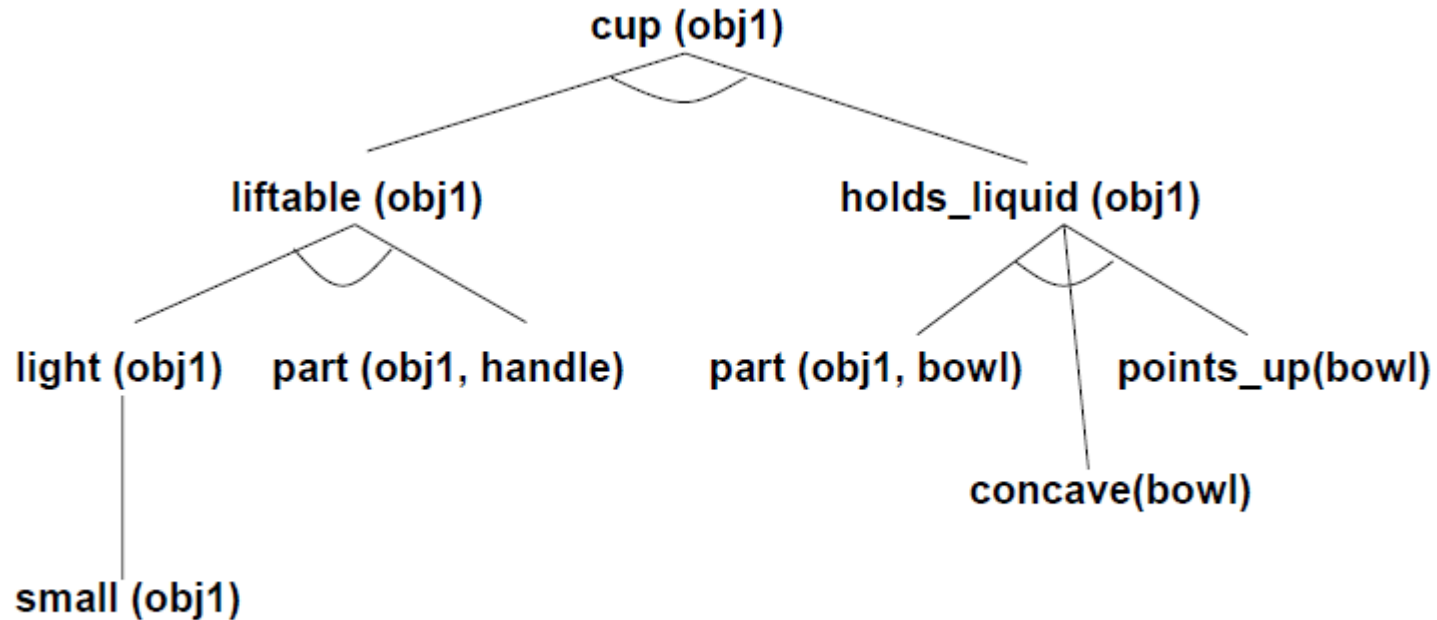 cup (obj1)
liftable (obj1)
holds_liquid (obj1)
light (obj1)
part (obj1, handle)
part (obj1, bowl)
points_up(bowl)
concave(bowl)
small (obj1)